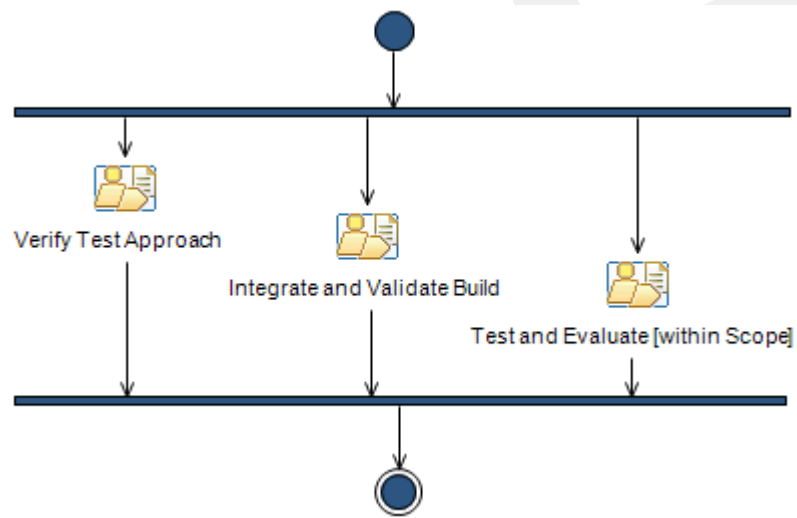 Verify Test Approach
Integrate and Validate Build
Test and Evaluate [within Scope]